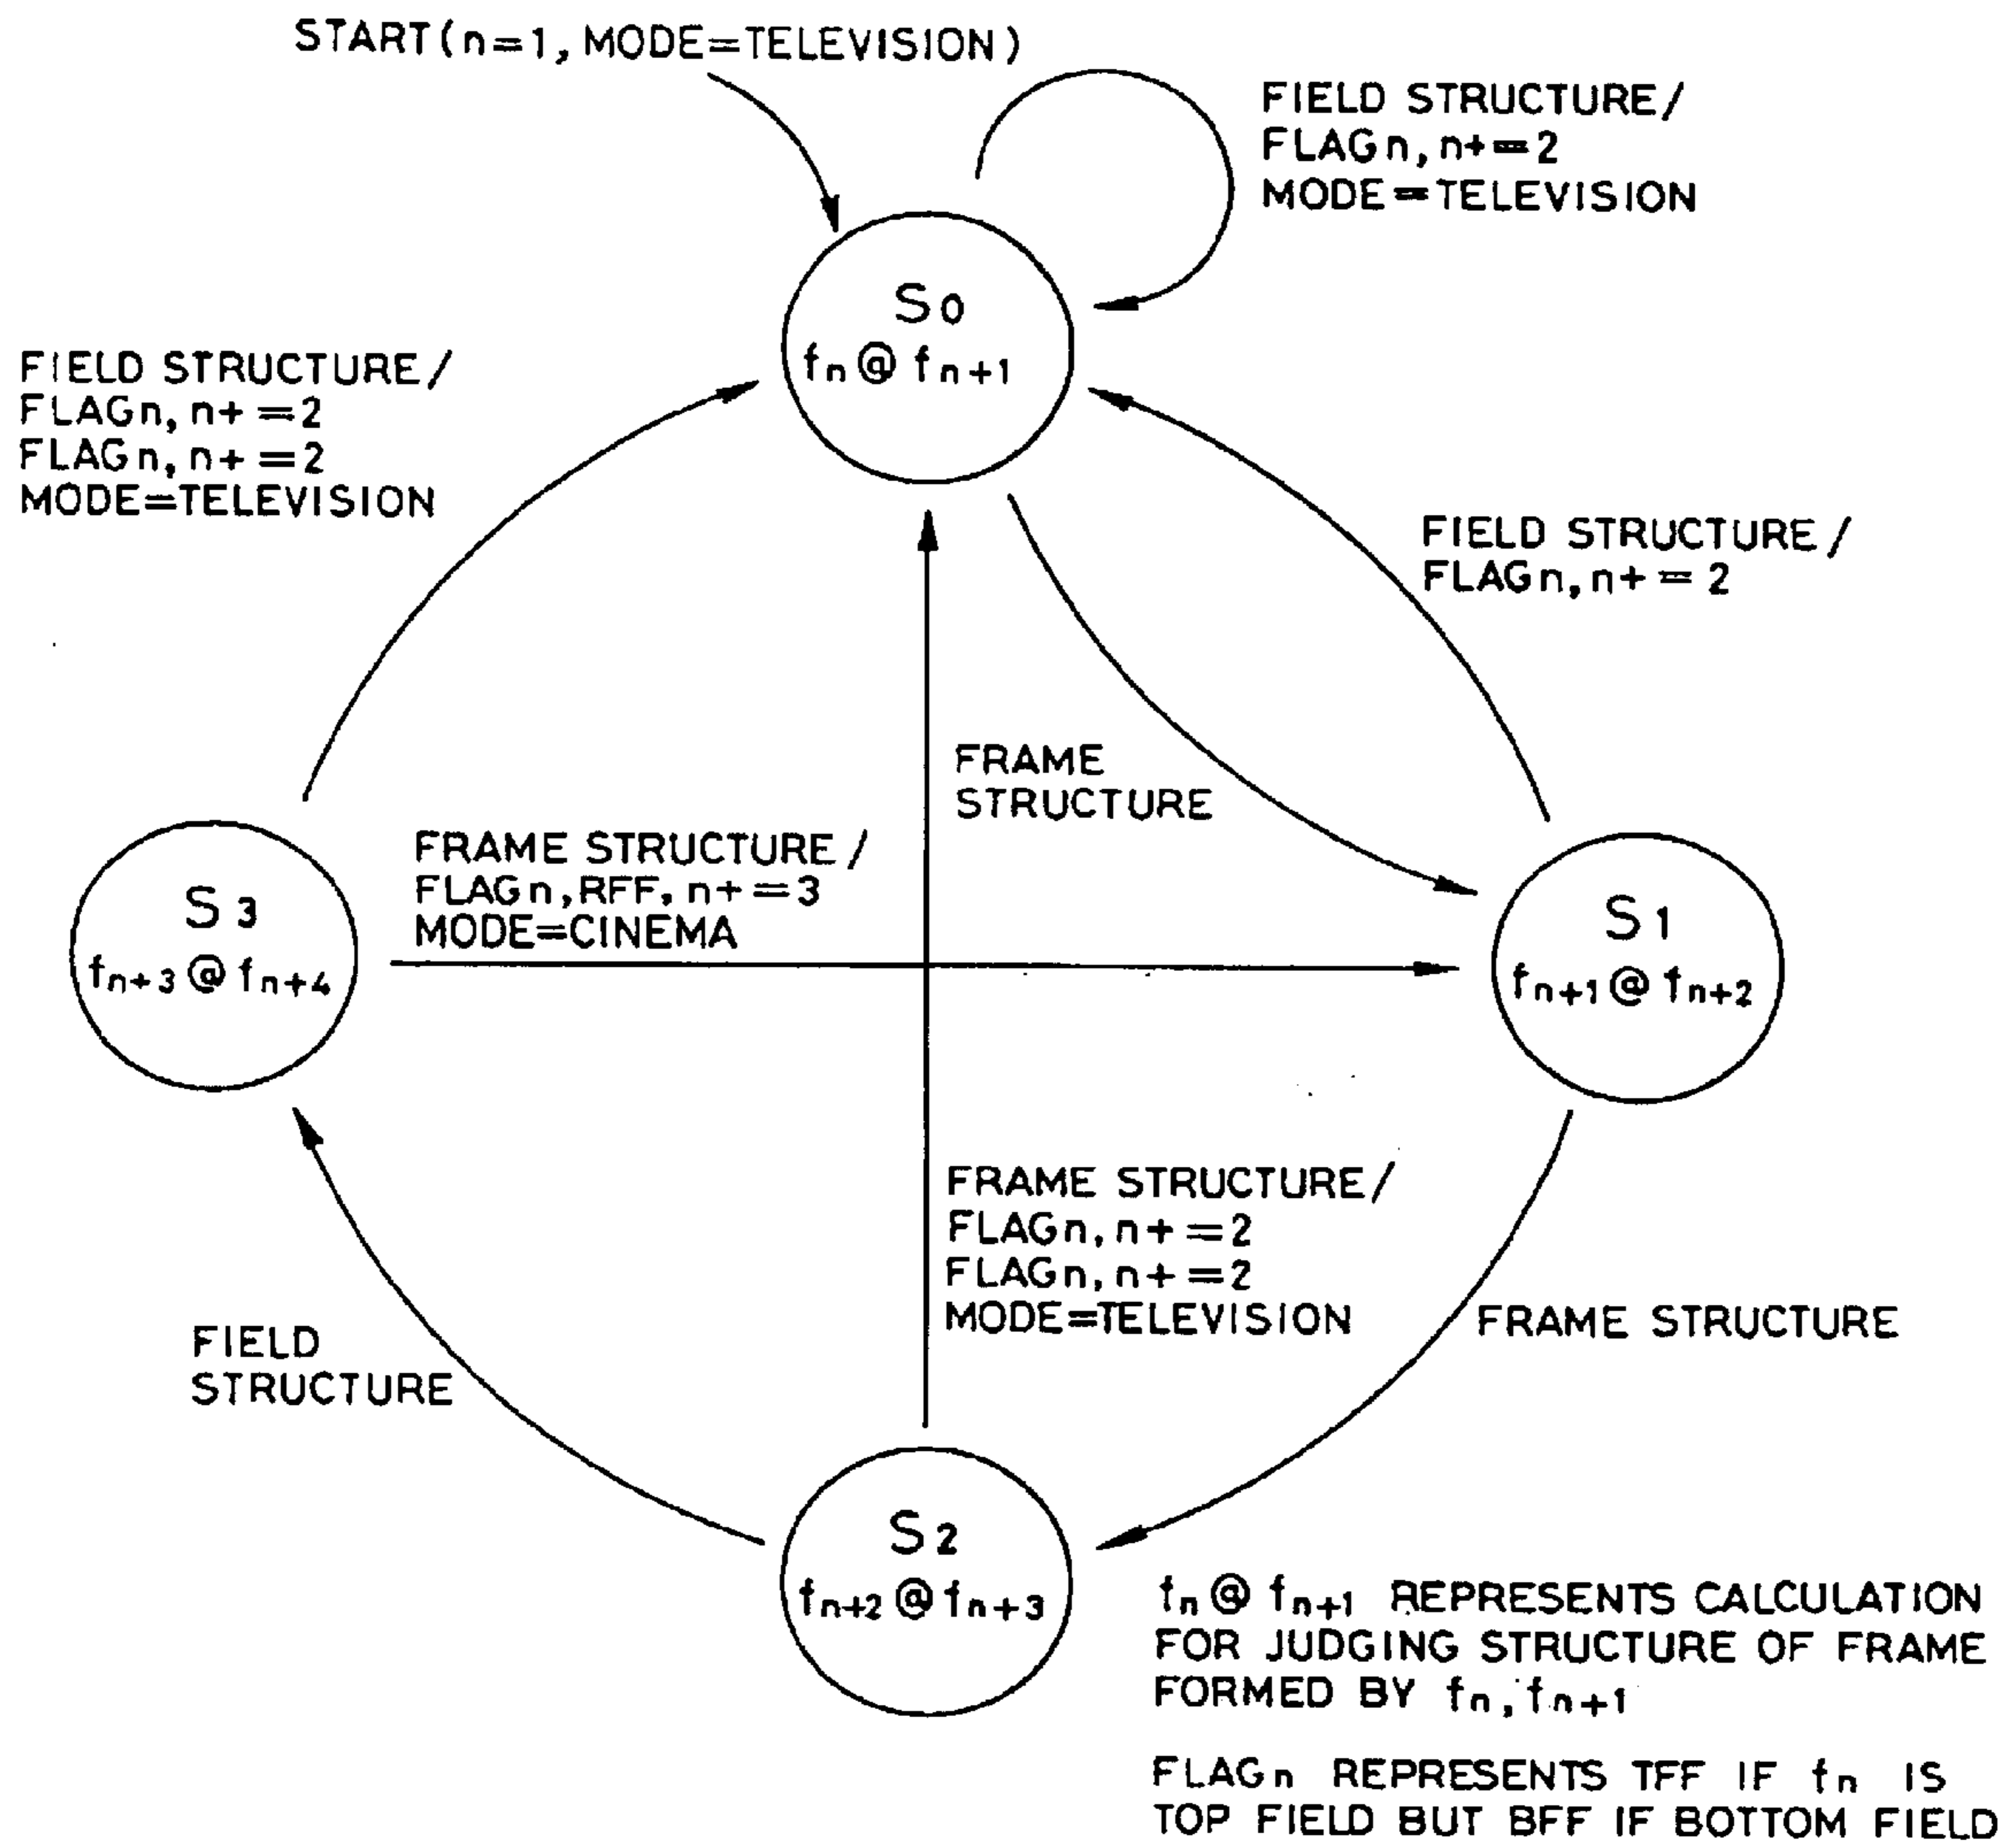 START(n=1, MODE=TELEVISION)
FIELD STRUCTURE/
FLAGn, n+=2
MODE=TELEVISION
S0
fn @ fn+1
FIELD STRUCTURE/
FLAGn, n+=2
FLAGn, n+=2
MODE=TELEVISION
FIELD STRUCTURE/
FLAGn, n+=2
FRAME
STRUCTURE
FRAME STRUCTURE/
FLAGn, RFF, n+=3
MODE=CINEMA
S3
fn+3 @ fn+4
S1
fn+1 @ fn+2
FRAME STRUCTURE/
FLAGn, n+=2
FLAGn, n+=2
MODE=TELEVISION
FRAME STRUCTURE
FIELD
STRUCTURE
S2
fn+2 @ fn+3
fn @ fn+1 REPRESENTS CALCULATION
FOR JUDGING STRUCTURE OF FRAME
FORMED BY fn, fn+1
FLAGn REPRESENTS TFF IF fn IS
TOP FIELD BUT BFF IF BOTTOM FIELD